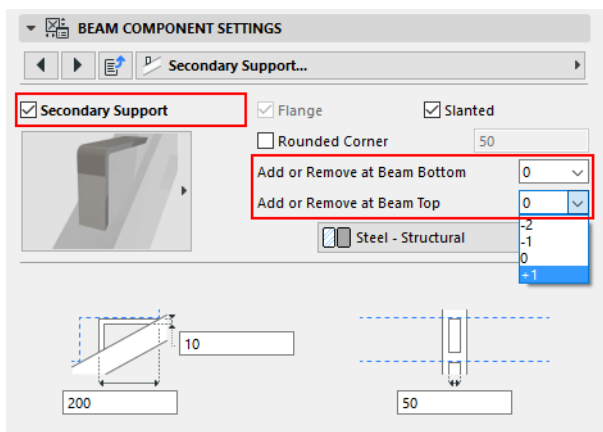 BEAM COMPONENT SETTINGS
Secondary Support...
Secondary Support
Flange
Slanted
Rounded Corner
50
Add or Remove at Beam Bottom
0
Add or Remove at Beam Top
0
-2
-1
0
+1
Steel - Structural
10
200
50